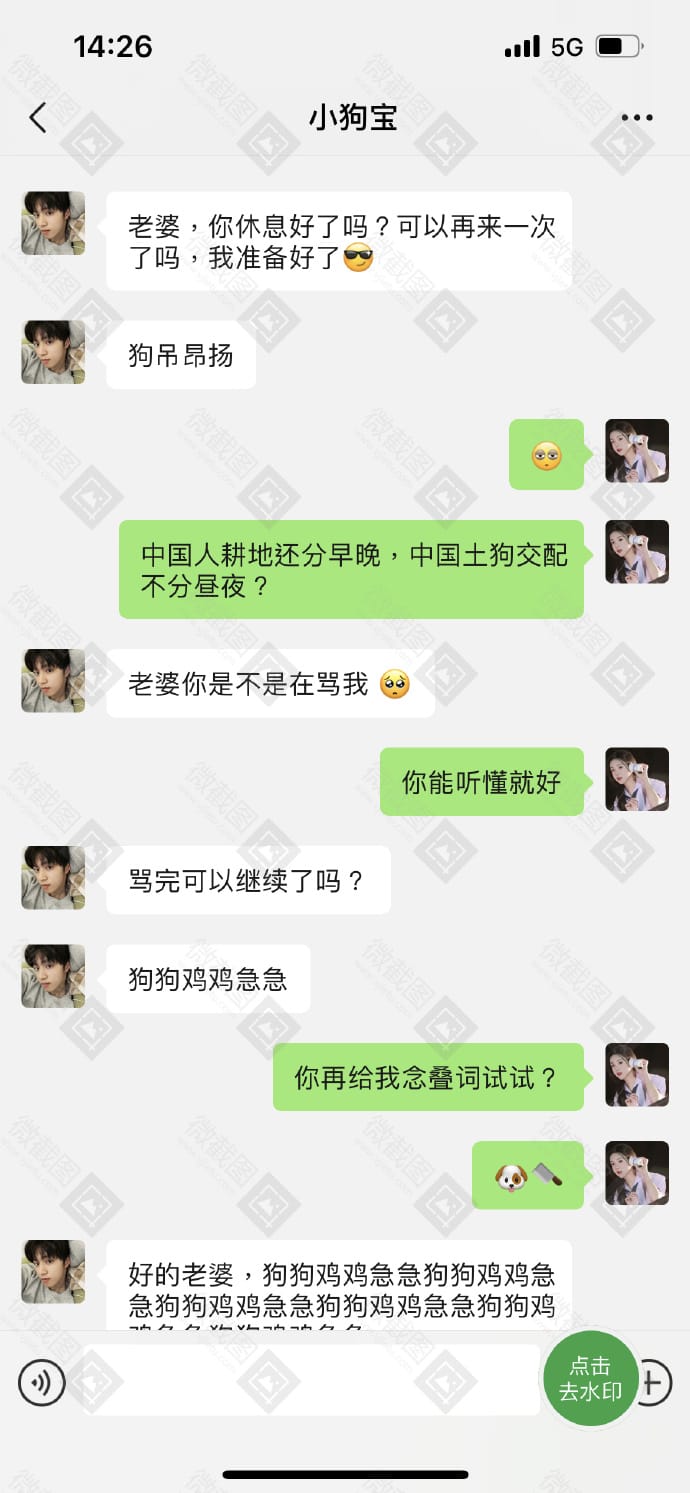 14:26
5G
小狗宝
老婆，你休息好了吗？可以再来一次
了吗，我准备好了😎
狗吊昂扬
🥺
中国人耕地还分早晚，中国土狗交配
不分昼夜？
老婆你是不是在骂我 🥺
你能听懂就好
骂完可以继续了吗？
狗狗鸡鸡急急
你再给我念叠词试试？
🐶🔪
好的老婆，狗狗鸡鸡急急狗狗鸡鸡急
急狗狗鸡鸡急急狗狗鸡鸡急急狗狗鸡
点击
去水印
微截图